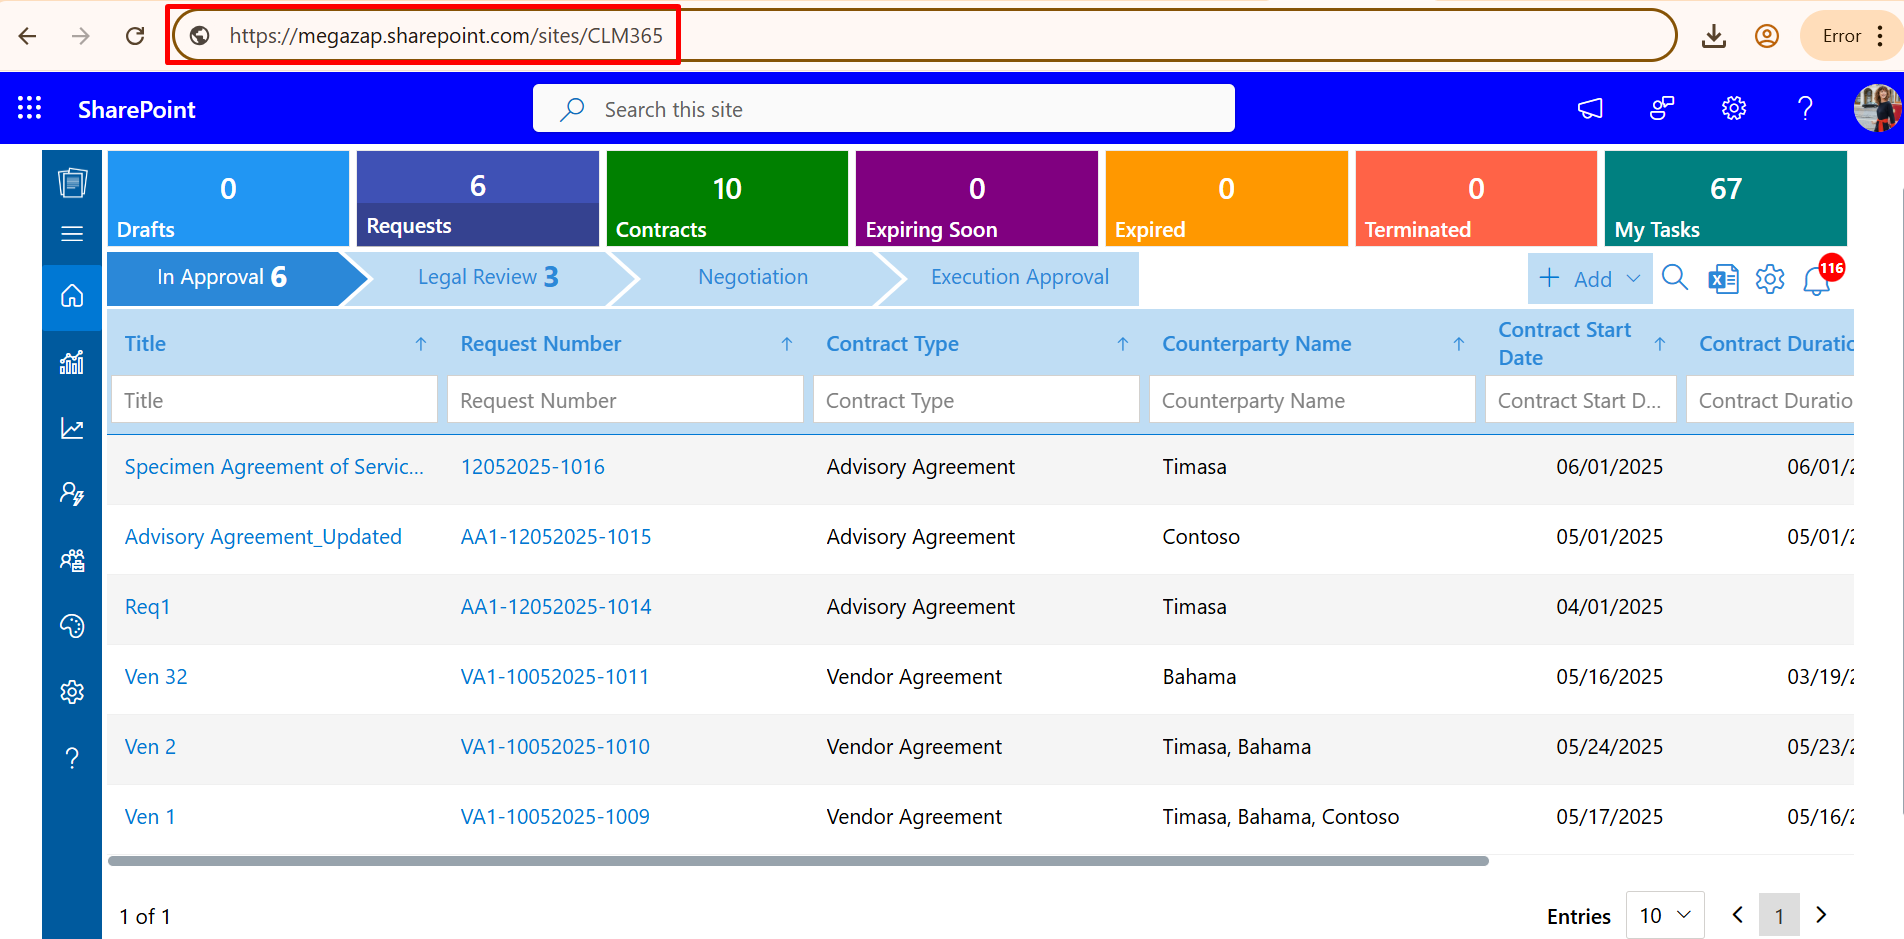 https://megazap.sharepoint.com/sites/CLM365
Error
SharePoint
Search this site
0
Drafts
6
Requests
10
Contracts
0
Expiring Soon
0
Expired
0
Terminated
67
My Tasks
In Approval 6
Legal Review 3
Negotiation
Execution Approval
Add
116
Title
Request Number
Contract Type
Counterparty Name
Contract Start
Date
Contract Duratio
Title
Request Number
Contract Type
Counterparty Name
Contract Start D...
Contract Duratio
Specimen Agreement of Servic... 12052025-1016 Advisory Agreement Timasa 06/01/2025 06/01/2
Advisory Agreement_Updated AA1-12052025-1015 Advisory Agreement Contoso 05/01/2025 05/01/2
Req1 AA1-12052025-1014 Advisory Agreement Timasa 04/01/2025
Ven 32 VA1-10052025-1011 Vendor Agreement Bahama 05/16/2025 03/19/2
Ven 2 VA1-10052025-1010 Vendor Agreement Timasa, Bahama 05/24/2025 05/23/2
Ven 1 VA1-10052025-1009 Vendor Agreement Timasa, Bahama, Contoso 05/17/2025 05/16/2
1 of 1
Entries 10 1